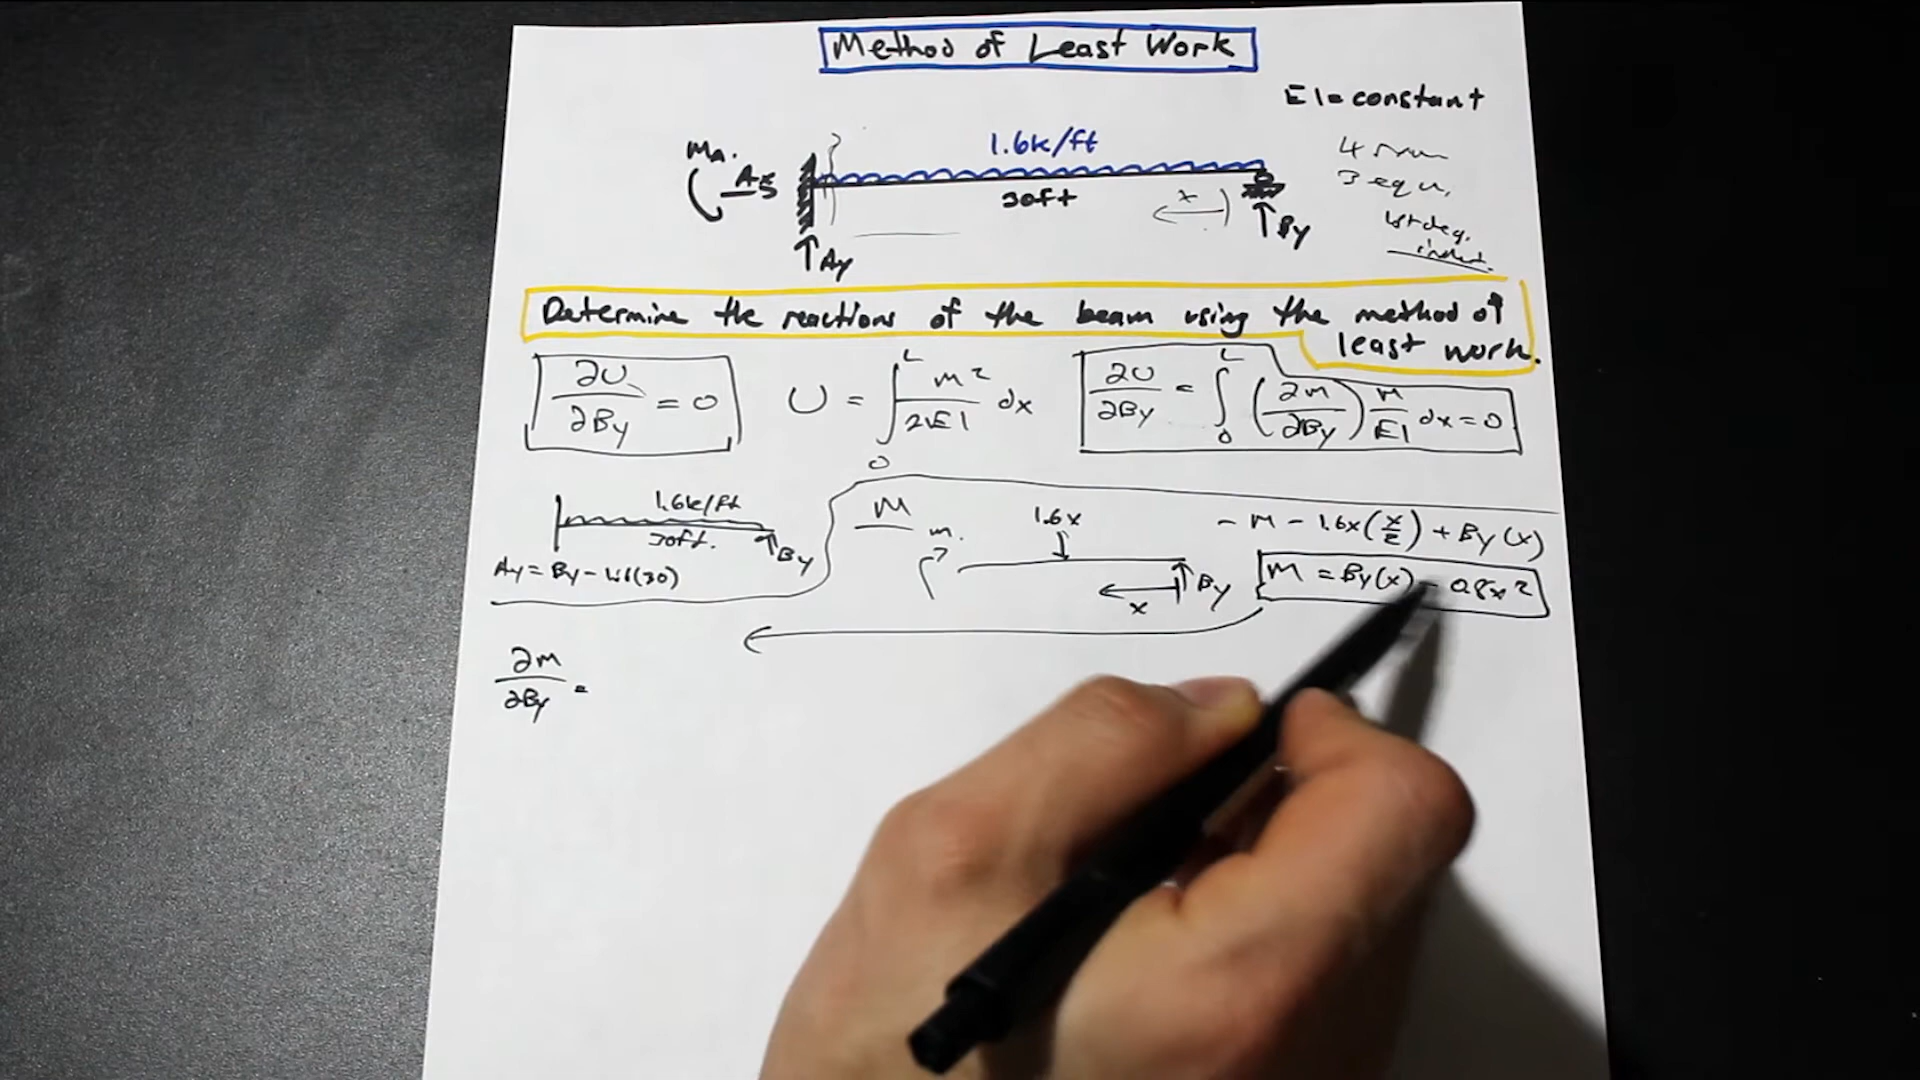 Method of Least Work
EI = constant
1.6k/ft
MA.
Ax
30ft
x
By
Ay
3 equ.
1st deg.
Determine the reactions of the beam using the method of
least work.
∂U/∂By = 0
U = ∫₀ᴸ M²/2EI dx
∂U/∂By = ∫₀ᴸ (∂M/∂By) M/EI dx = 0
1.6k/ft
30ft.
By
Ay = By - 1.6(30)
M
m.
1.6x
x
By
- M - 1.6x(x/2) + By(x)
M = By(x) - 0.8x²
∂M/∂By =